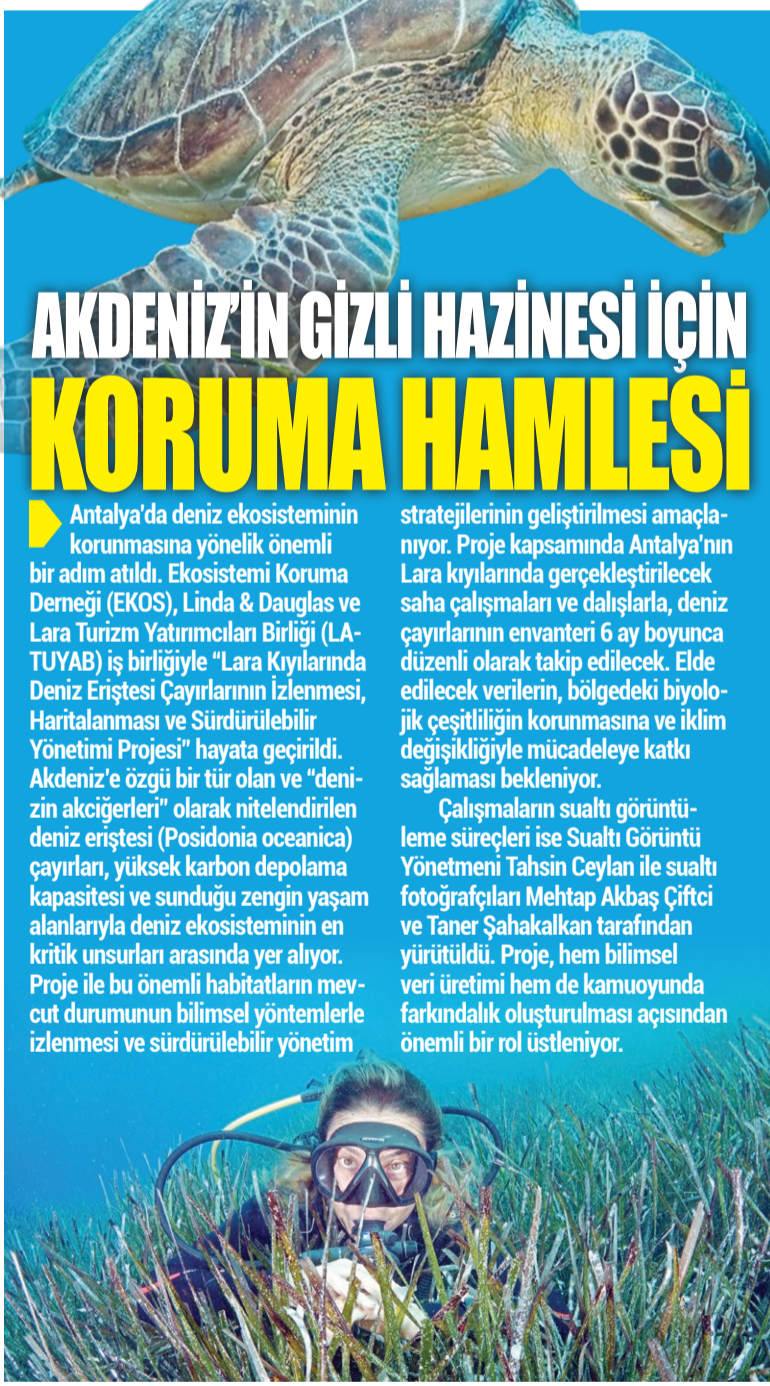 AKDENİZ'İN GİZLİ HAZİNESİ İÇİN
KORUMA HAMLESİ
Antalya'da deniz ekosisteminin
korunmasına yönelik önemli
bir adım atıldı. Ekosistemi Koruma
Derneği (EKOS), Linda & Dauglas ve
Lara Turizm Yatırımcıları Birliği (LA-
TUYAB) iş birliğiyle “Lara Kıyılarında
Deniz Eriştesi Çayırlarının İzlenmesi,
Haritalanması ve Sürdürülebilir
Yönetimi Projesi” hayata geçirildi.
Akdeniz'e özgü bir tür olan ve “deni-
zin akciğerleri” olarak nitelendirilen
deniz eriştesi (Posidonia oceanica)
çayırları, yüksek karbon depolama
kapasitesi ve sunduğu zengin yaşam
alanlarıyla deniz ekosisteminin en
kritik unsurları arasında yer alıyor.
Proje ile bu önemli habitatların mev-
cut durumunun bilimsel yöntemlerle
izlenmesi ve sürdürülebilir yönetim
stratejilerinin geliştirilmesi amaçla-
nıyor. Proje kapsamında Antalya'nın
Lara kıyılarında gerçekleştirilecek
saha çalışmaları ve dalışlarla, deniz
çayırlarının envanteri 6 ay boyunca
düzenli olarak takip edilecek. Elde
edilecek verilerin, bölgedeki biyolo-
jik çeşitliliğin korunmasına ve iklim
değişikliğiyle mücadeleye katkı
sağlaması bekleniyor.
Çalışmaların sualtı görüntü-
leme süreçleri ise Sualtı Görüntü
Yönetmeni Tahsin Ceylan ile sualtı
fotoğrafçıları Mehtap Akbaş Çiftci
ve Taner Şahakalkan tarafından
yürütüldü. Proje, hem bilimsel
veri üretimi hem de kamuoyunda
farkındalık oluşturulması açısından
önemli bir rol üstleniyor.